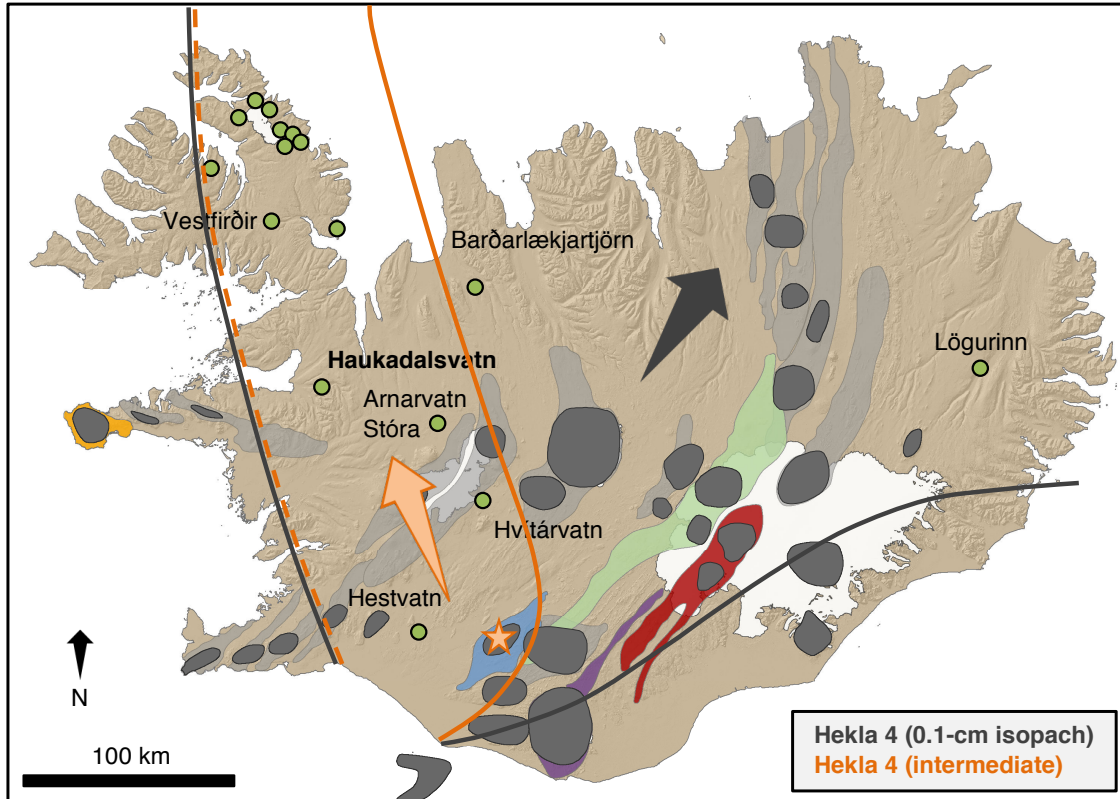 Vestfirðir
Barðarlækjartjörn
Haukadalsvatn
Lögurinn
Arnarvatn
Stóra
Hvítárvatn
Hestvatn
N
100 km
Hekla 4 (0.1-cm isopach)
Hekla 4 (intermediate)